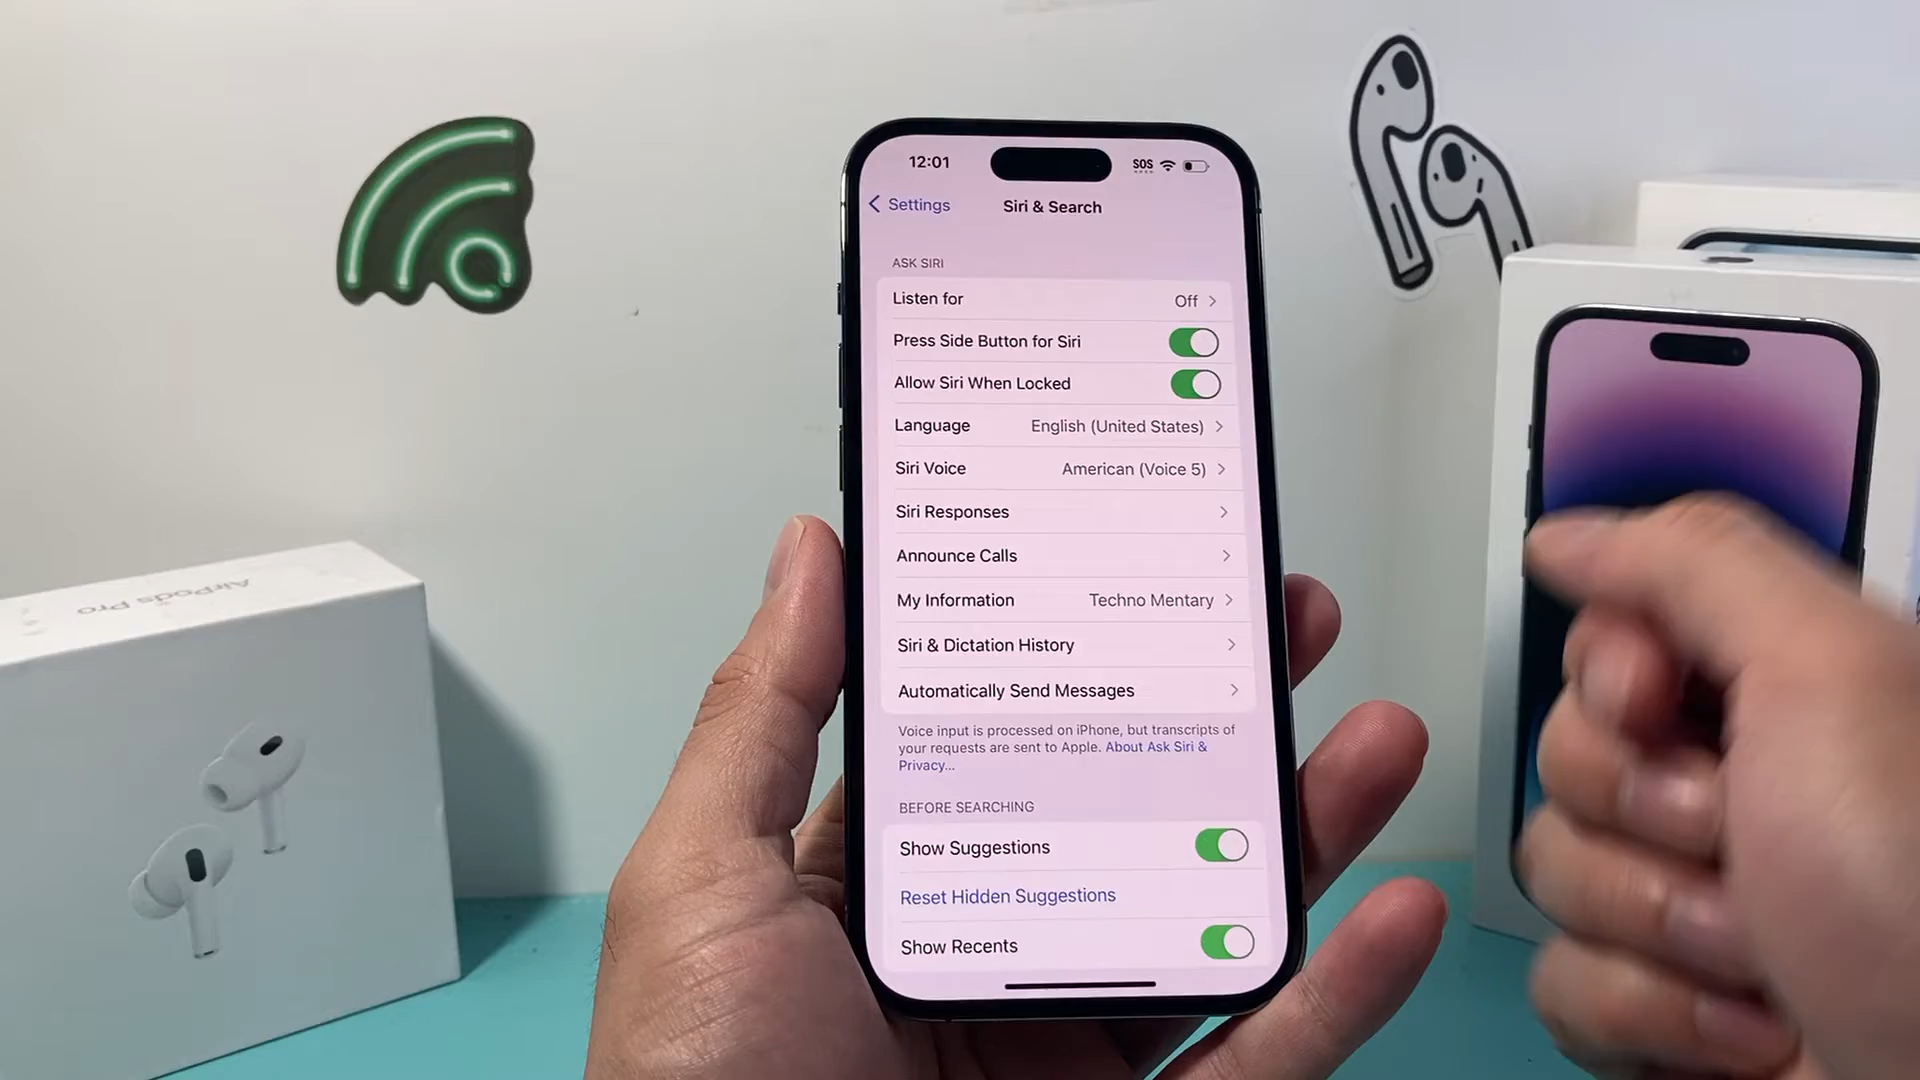 12:01
SOS
Settings
Siri & Search
ASK SIRI
Listen for Off
Press Side Button for Siri
Allow Siri When Locked
Language English (United States)
Siri Voice American (Voice 5)
Siri Responses
Announce Calls
My Information Techno Mentary
Siri & Dictation History
Automatically Send Messages
Voice input is processed on iPhone, but transcripts of
your requests are sent to Apple. About Ask Siri &
Privacy...
BEFORE SEARCHING
Show Suggestions
Reset Hidden Suggestions
Show Recents
AirPods Pro